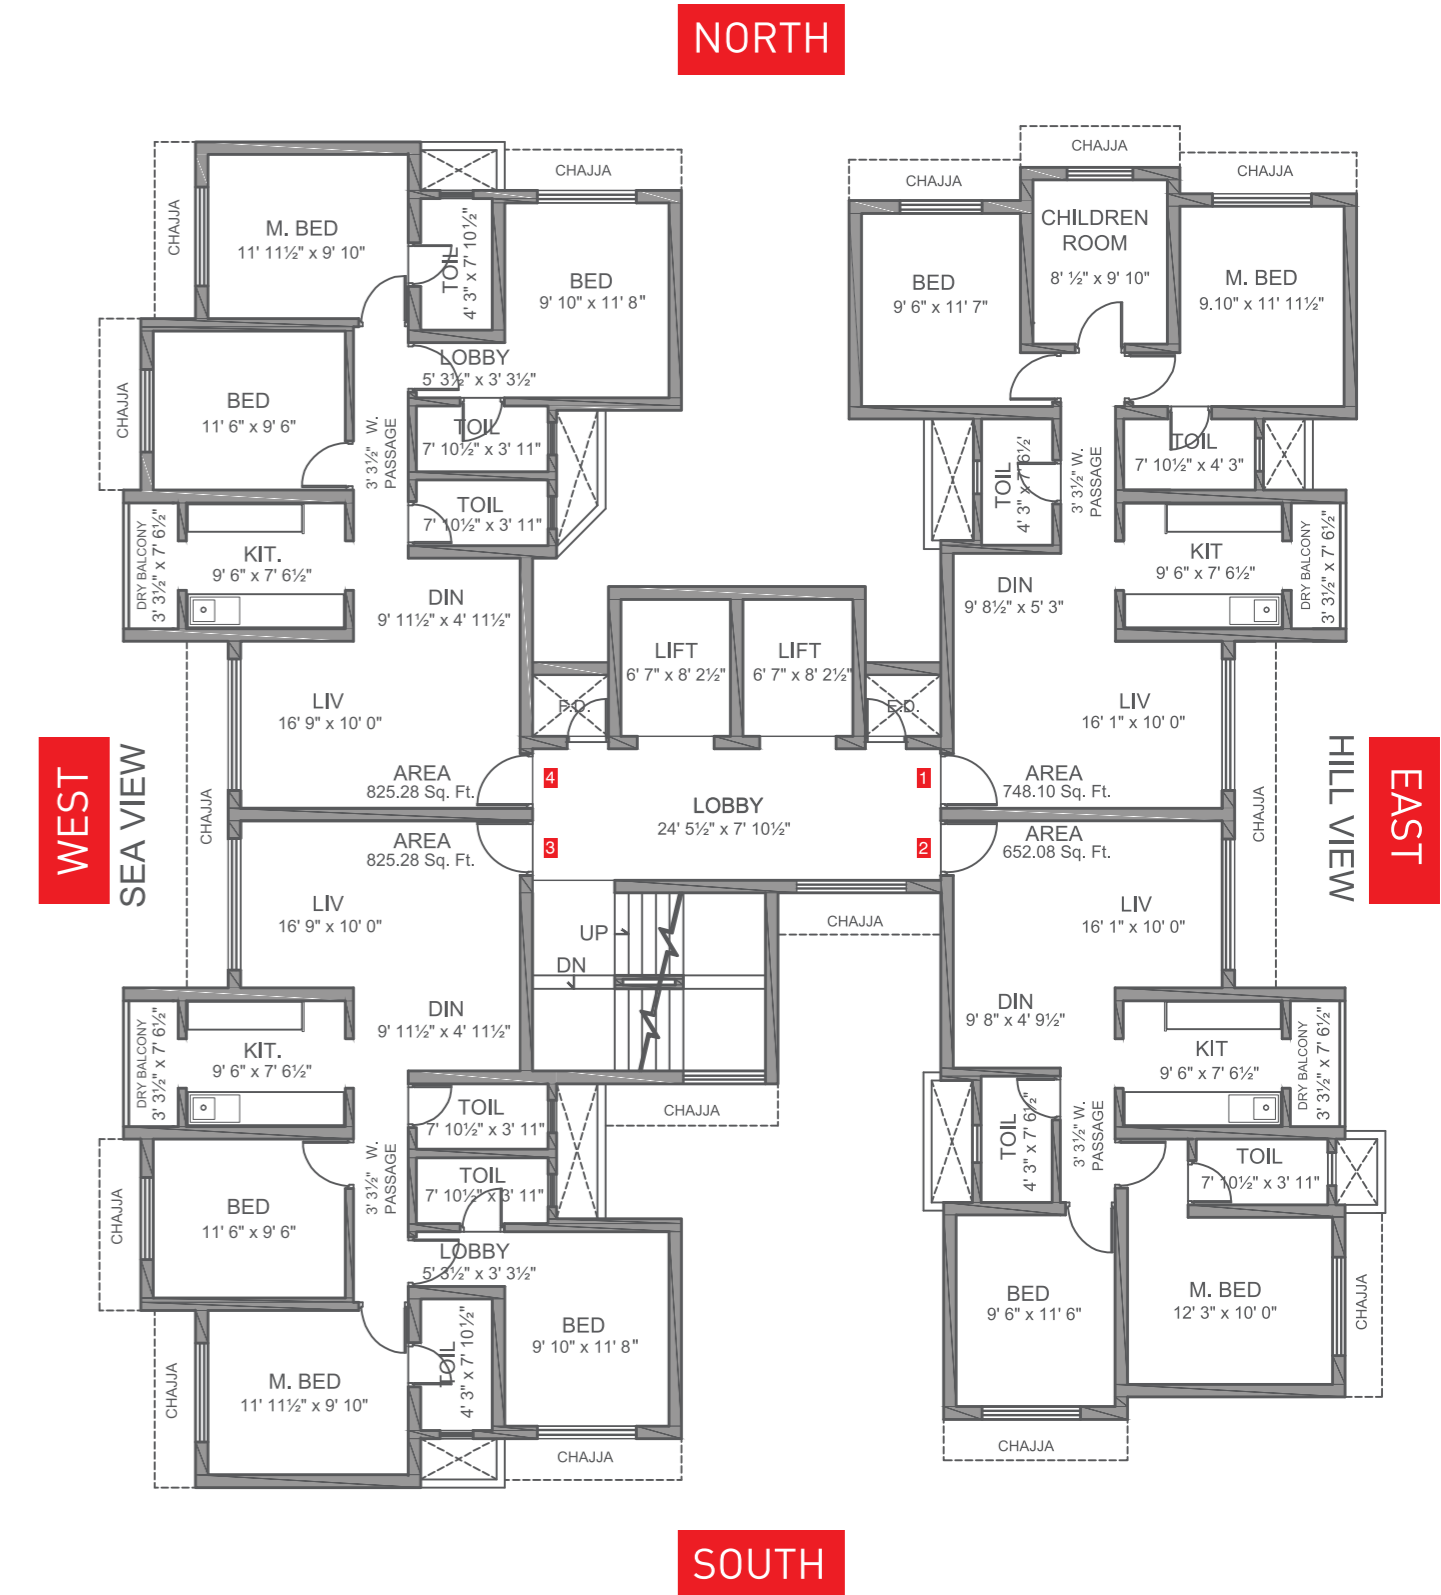 NORTH
CHAJJA
M. BED
11' 11½" x 9' 10"
CHAJJA
TOIL
4' 3" x 7' 10½"
CHAJJA
BED
9' 10" x 11' 8"
LOBBY
5' 3½" x 3' 3½"
CHAJJA
BED
11' 6" x 9' 6"
3' 3½" W.
PASSAGE
TOIL
7' 10½" x 3' 11"
TOIL
7' 10½" x 3' 11"
DRY BALCONY
3' 3½" x 7' 6½"
KIT.
9' 6" x 7' 6½"
DIN
9' 11½" x 4' 11½"
LIV
16' 9" x 10' 0"
AREA
825.28 Sq. Ft.
4
CHAJJA
CHAJJA
CHAJJA
CHILDREN
ROOM
8' ½" x 9' 10"
BED
9' 6" x 11' 7"
M. BED
9.10" x 11' 11½"
TOIL
4' 3" x 7' 6½'
3' 3½" W.
PASSAGE
TOIL
7' 10½" x 4' 3"
KIT
9' 6" x 7' 6½"
DRY BALCONY
3' 3½" x 7' 6½"
DIN
9' 8½" x 5' 3"
LIV
16' 1" x 10' 0"
AREA
748.10 Sq. Ft.
1
LIFT
6' 7" x 8' 2½"
LIFT
6' 7" x 8' 2½"
F.D.
LOBBY
24' 5½" x 7' 10½"
WEST
SEA VIEW
CHAJJA
CHAJJA
HILL VIEW
EAST
3
AREA
825.28 Sq. Ft.
LIV
16' 9" x 10' 0"
DIN
9' 11½" x 4' 11½"
DRY BALCONY
3' 3½" x 7' 6½"
KIT.
9' 6" x 7' 6½"
UP
DN
CHAJJA
CHAJJA
TOIL
7' 10½" x 3' 11"
TOIL
7' 10½" x 3' 11"
3' 3½" W.
PASSAGE
CHAJJA
BED
11' 6" x 9' 6"
LOBBY
5' 3½" x 3' 3½"
CHAJJA
M. BED
11' 11½" x 9' 10"
TOIL
4' 3" x 7' 10½"
BED
9' 10" x 11' 8"
CHAJJA
2
AREA
652.08 Sq. Ft.
LIV
16' 1" x 10' 0"
DIN
9' 8" x 4' 9½"
KIT
9' 6" x 7' 6½"
DRY BALCONY
3' 3½" x 7' 6½"
TOIL
4' 3" x 7' 6½"
3' 3½" W.
PASSAGE
TOIL
7' 10½" x 3' 11"
BED
9' 6" x 11' 6"
M. BED
12' 3" x 10' 0"
CHAJJA
CHAJJA
SOUTH